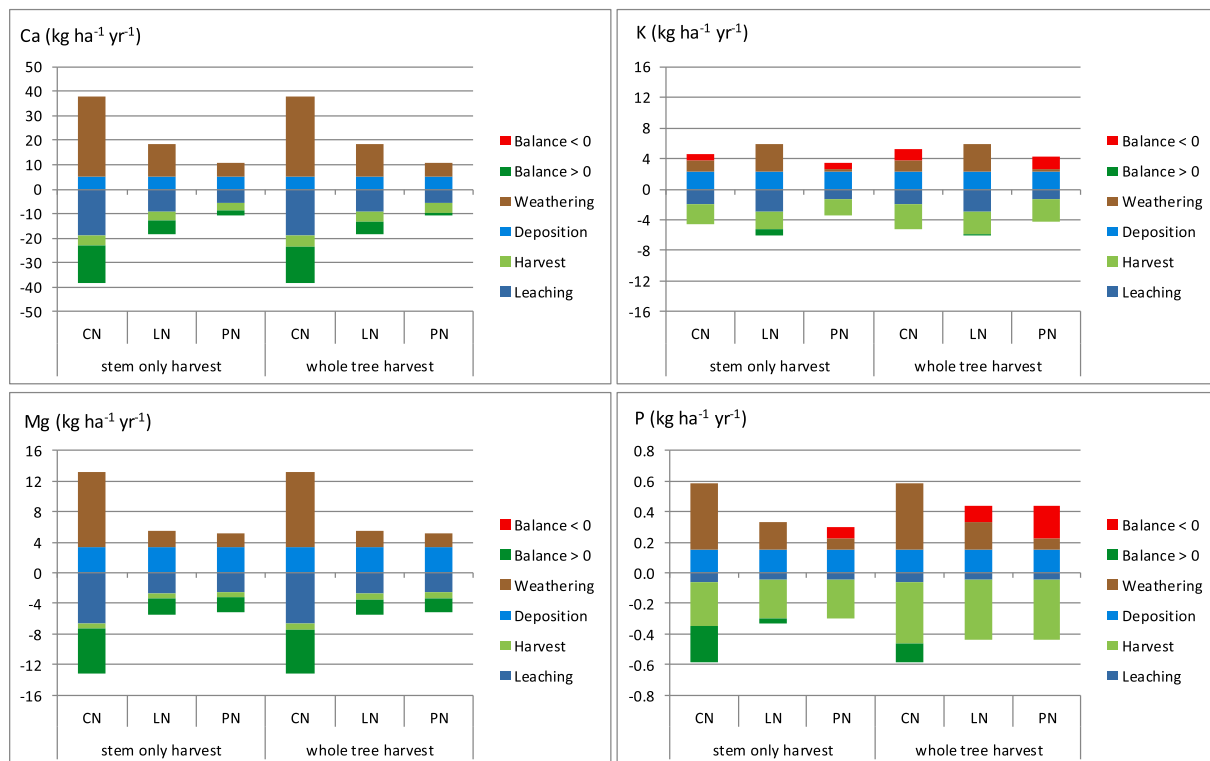 Ca (kg ha⁻¹ yr⁻¹)
50
40
30
20
10
0
-10
-20
-30
-40
-50
CN LN PN CN LN PN
stem only harvest whole tree harvest
Balance < 0
Balance > 0
Weathering
Deposition
Harvest
Leaching
K (kg ha⁻¹ yr⁻¹)
16
12
8
4
0
-4
-8
-12
-16
CN LN PN CN LN PN
stem only harvest whole tree harvest
Balance < 0
Balance > 0
Weathering
Deposition
Harvest
Leaching
Mg (kg ha⁻¹ yr⁻¹)
16
12
8
4
0
-4
-8
-12
-16
CN LN PN CN LN PN
stem only harvest whole tree harvest
Balance < 0
Balance > 0
Weathering
Deposition
Harvest
Leaching
P (kg ha⁻¹ yr⁻¹)
0.8
0.6
0.4
0.2
0.0
-0.2
-0.4
-0.6
-0.8
CN LN PN CN LN PN
stem only harvest whole tree harvest
Balance < 0
Balance > 0
Weathering
Deposition
Harvest
Leaching